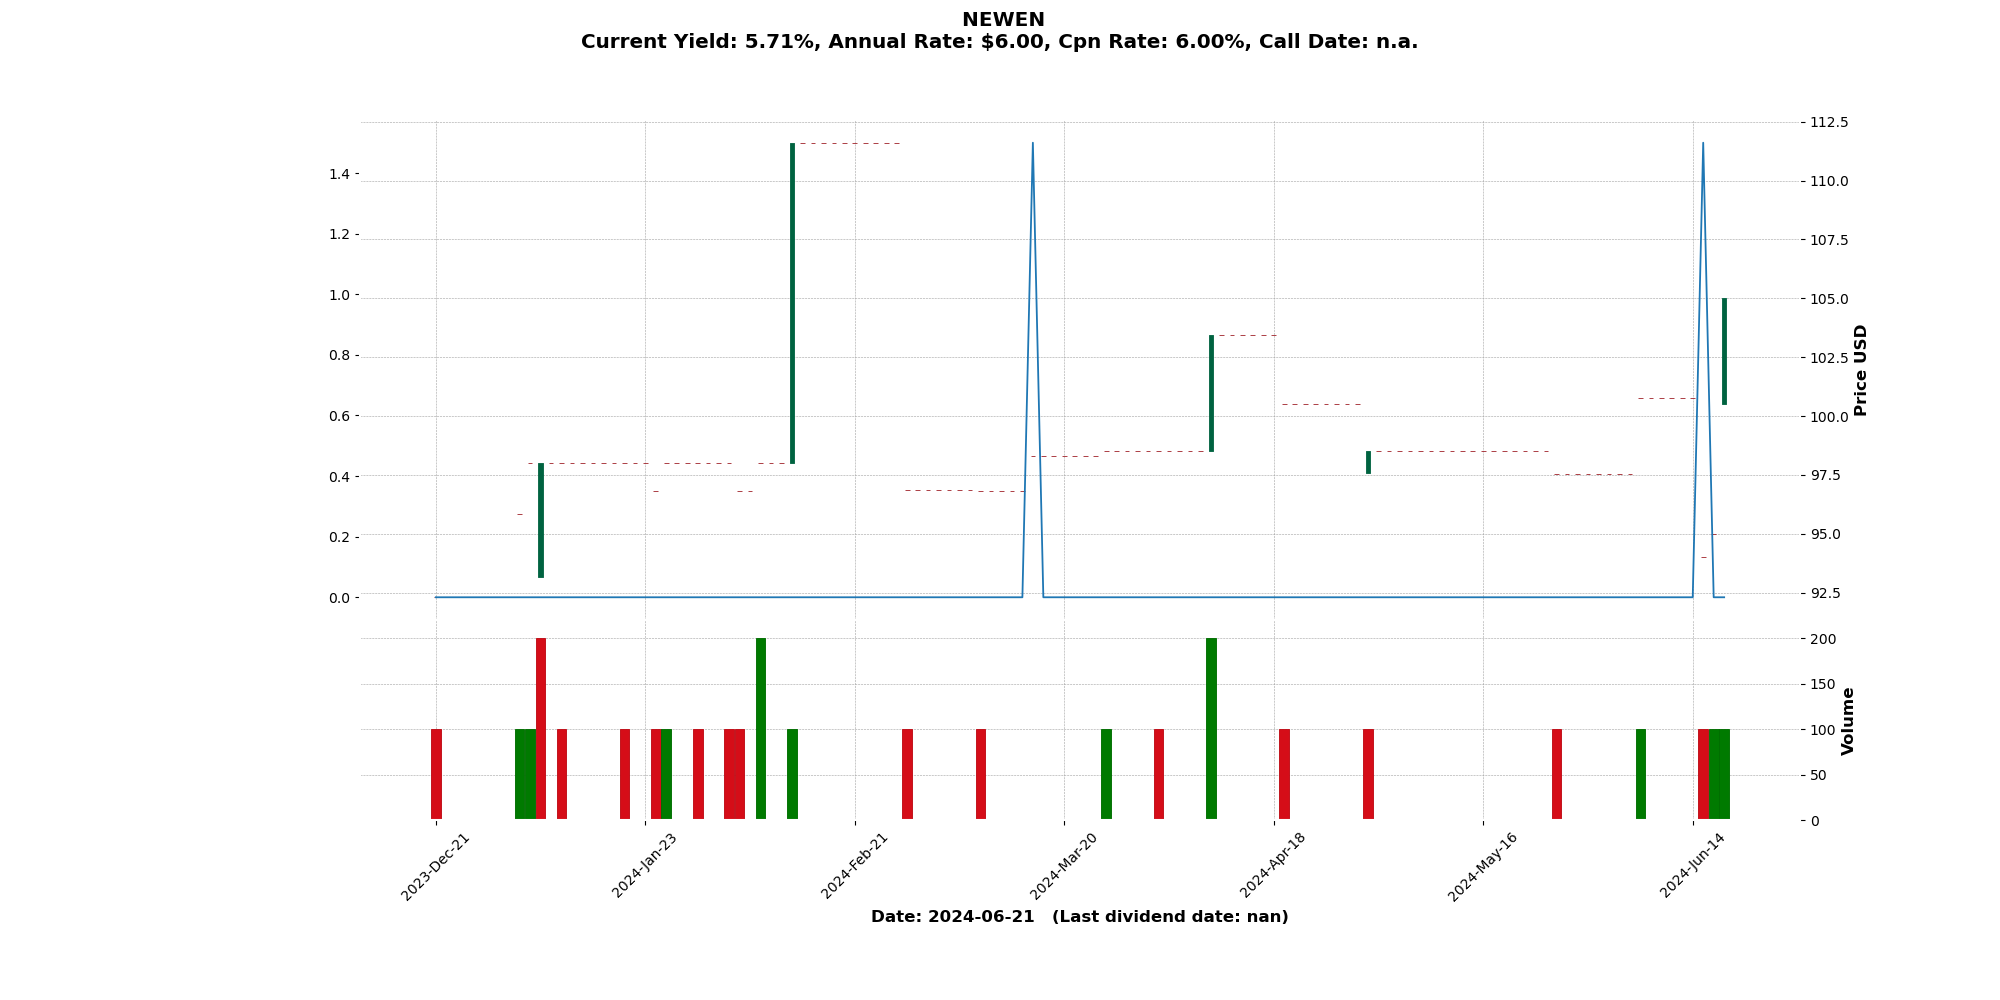 NEWEN
Current Yield: 5.71%, Annual Rate: $6.00, Cpn Rate: 6.00%, Call Date: n.a.
1.4
1.2
1.0
0.8
0.6
0.4
0.2
0.0
112.5
110.0
107.5
105.0
102.5
100.0
97.5
95.0
92.5
Price USD
200
150
100
50
0
Volume
2023-Dec-21
2024-Jan-23
2024-Feb-21
2024-Mar-20
2024-Apr-18
2024-May-16
2024-Jun-14
Date: 2024-06-21 (Last dividend date: nan)